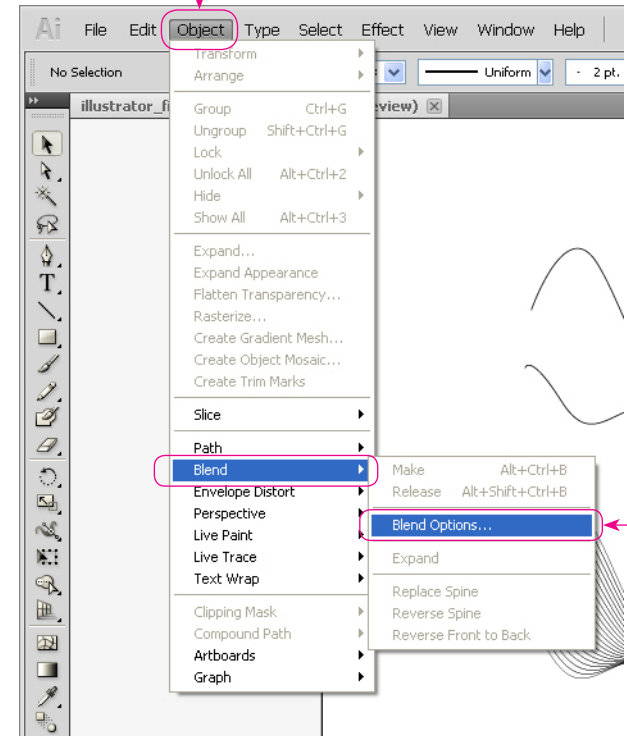 Ai File Edit Object Type Select Effect View Window Help
No Selection Uniform 2 pt.
illustrator_fi view) x
Transform
Arrange
Group Ctrl+G
Ungroup Shift+Ctrl+G
Lock
Unlock All Alt+Ctrl+2
Hide
Show All Alt+Ctrl+3
Expand...
Expand Appearance
Flatten Transparency...
Rasterize...
Create Gradient Mesh...
Create Object Mosaic...
Create Trim Marks
Slice
Path
Blend
Envelope Distort
Perspective
Live Paint
Live Trace
Text Wrap
Clipping Mask
Compound Path
Artboards
Graph
Make Alt+Ctrl+B
Release Alt+Shift+Ctrl+B
Blend Options...
Expand
Replace Spine
Reverse Spine
Reverse Front to Back